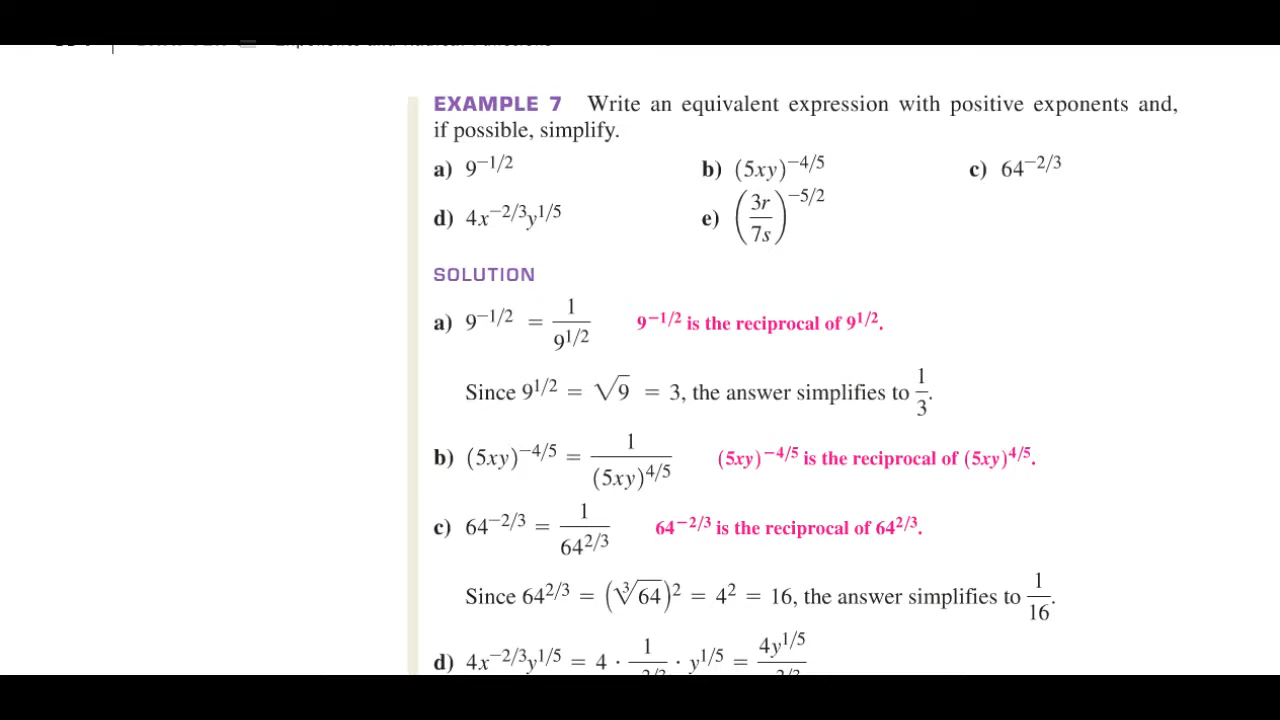 EXAMPLE 7 Write an equivalent expression with positive exponents and,
if possible, simplify.
a) 9^{−1/2} b) (5xy)^{−4/5} c) 64^{−2/3}
d) 4x^{−2/3}y^{1/5} e) (3r/7s)^{−5/2}
SOLUTION
a) 9^{−1/2} = 1/9^{1/2} 9^{−1/2} is the reciprocal of 9^{1/2}.
Since 9^{1/2} = √9 = 3, the answer simplifies to 1/3.
b) (5xy)^{−4/5} = 1/(5xy)^{4/5} (5xy)^{−4/5} is the reciprocal of (5xy)^{4/5}.
c) 64^{−2/3} = 1/64^{2/3} 64^{−2/3} is the reciprocal of 64^{2/3}.
Since 64^{2/3} = (∛64)^2 = 4^2 = 16, the answer simplifies to 1/16.
d) 4x^{−2/3}y^{1/5} = 4 · 1/ · y^{1/5} = 4y^{1/5}/